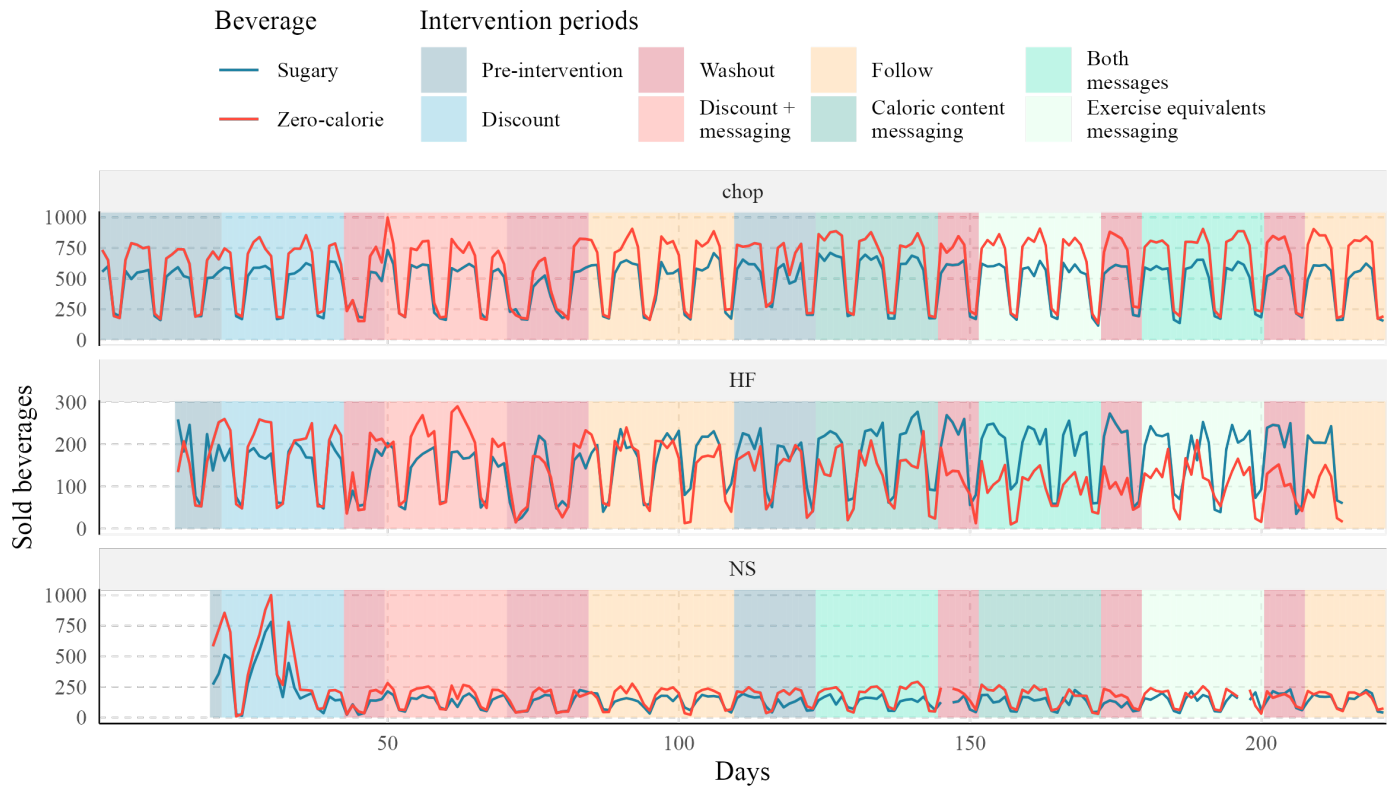 Beverage
Intervention periods
Sugary
Pre-intervention
Washout
Follow
Both
messages
Zero-calorie
Discount
Discount +
messaging
Caloric content
messaging
Exercise equivalents
messaging
chop
1000
750
500
250
0
HF
300
200
100
0
NS
1000
750
500
250
0
Sold beverages
50
100
150
200
Days